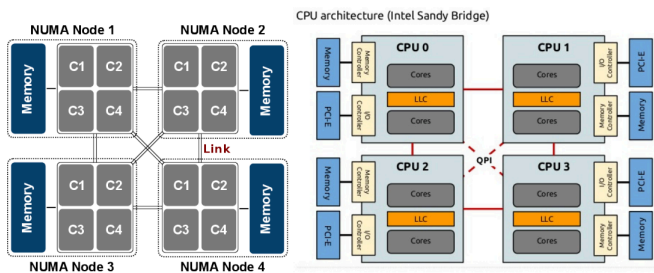 CPU architecture (Intel Sandy Bridge)
NUMA Node 1
NUMA Node 2
Memory
C1 C2
C3 C4
C1 C2
C3 C4
Memory
Link
Memory
C1 C2
C3 C4
C1 C2
C3 C4
Memory
NUMA Node 3
NUMA Node 4
Memory
Memory Controller
PCI-E
I/O Controller
CPU 0
Cores
LLC
Cores
CPU 1
Cores
LLC
Cores
I/O Controller
PCI-E
Memory Controller
Memory
QPI
Memory
Memory Controller
PCI-E
I/O Controller
CPU 2
Cores
LLC
Cores
CPU 3
Cores
LLC
Cores
I/O Controller
PCI-E
Memory Controller
Memory